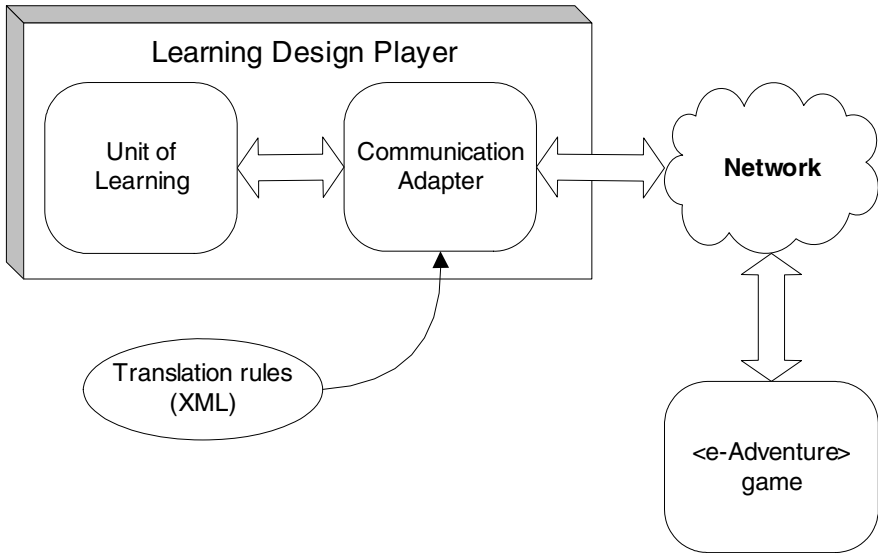 Learning Design Player
Unit of
Learning
Communication
Adapter
Network
Translation rules
(XML)
<e-Adventure>
game